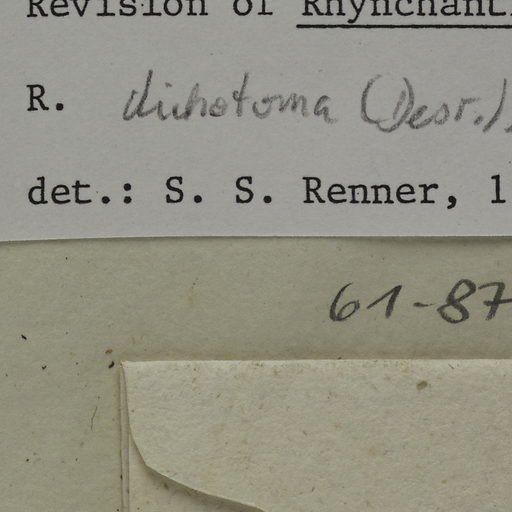 Revision of Rhynchant
R. dichotoma (Desr.)
det.: S. S. Renner, 1
61-87